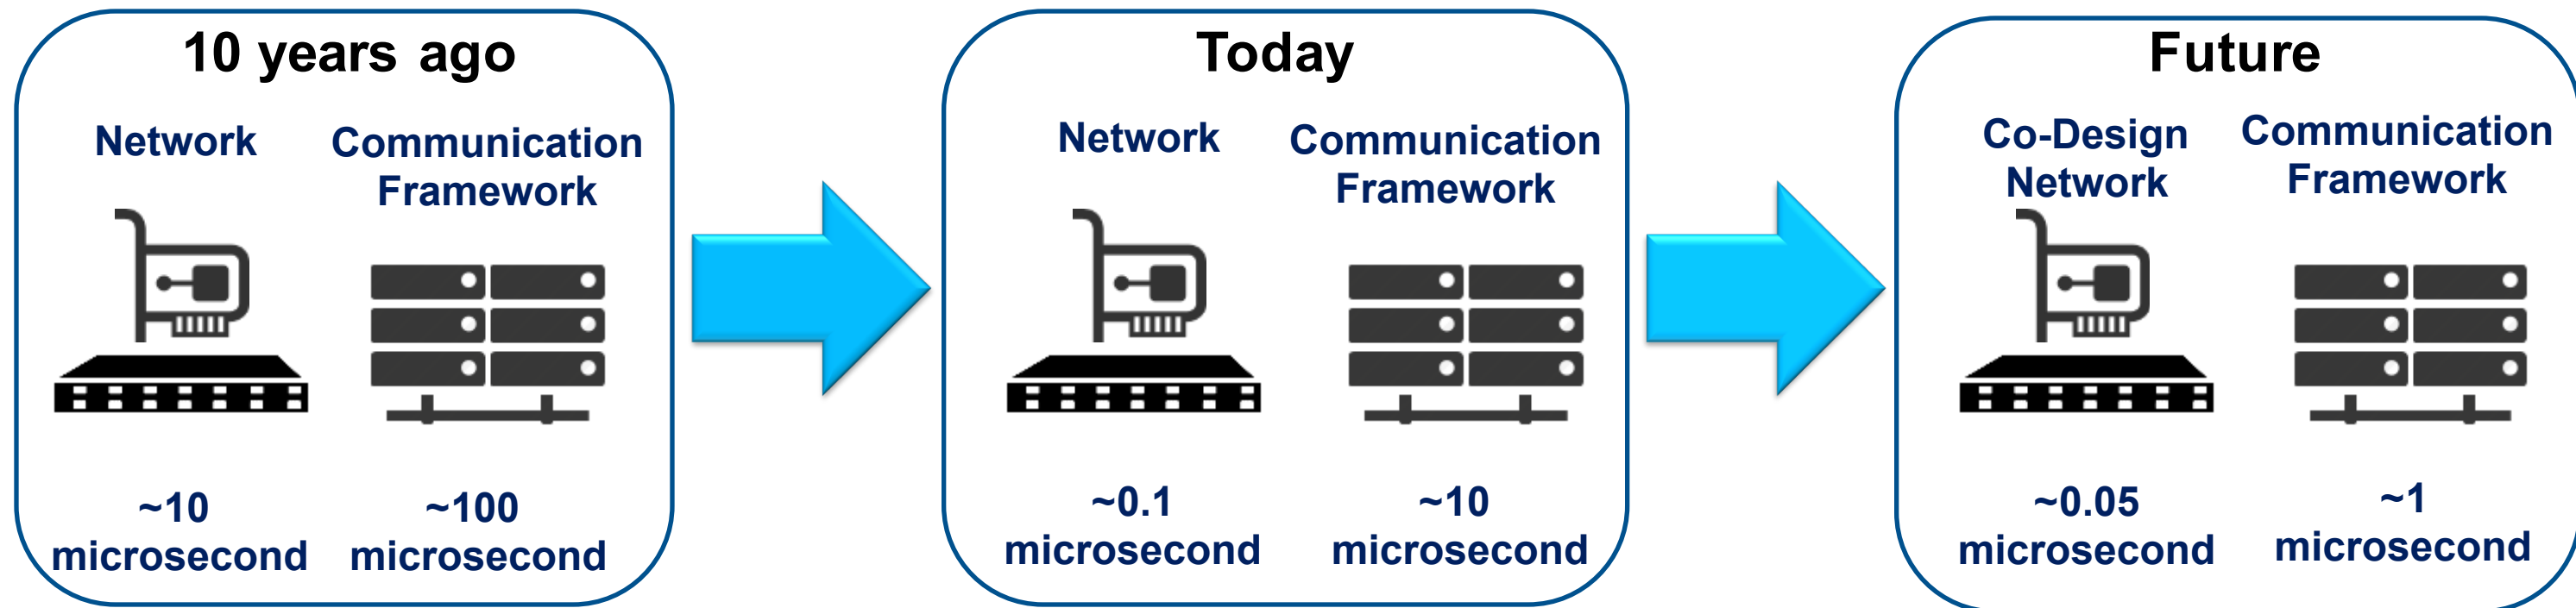 10 years ago
Network
Communication
Framework
~10
microsecond
~100
microsecond
Today
Network
Communication
Framework
~0.1
microsecond
~10
microsecond
Future
Co-Design
Network
Communication
Framework
~0.05
microsecond
~1
microsecond